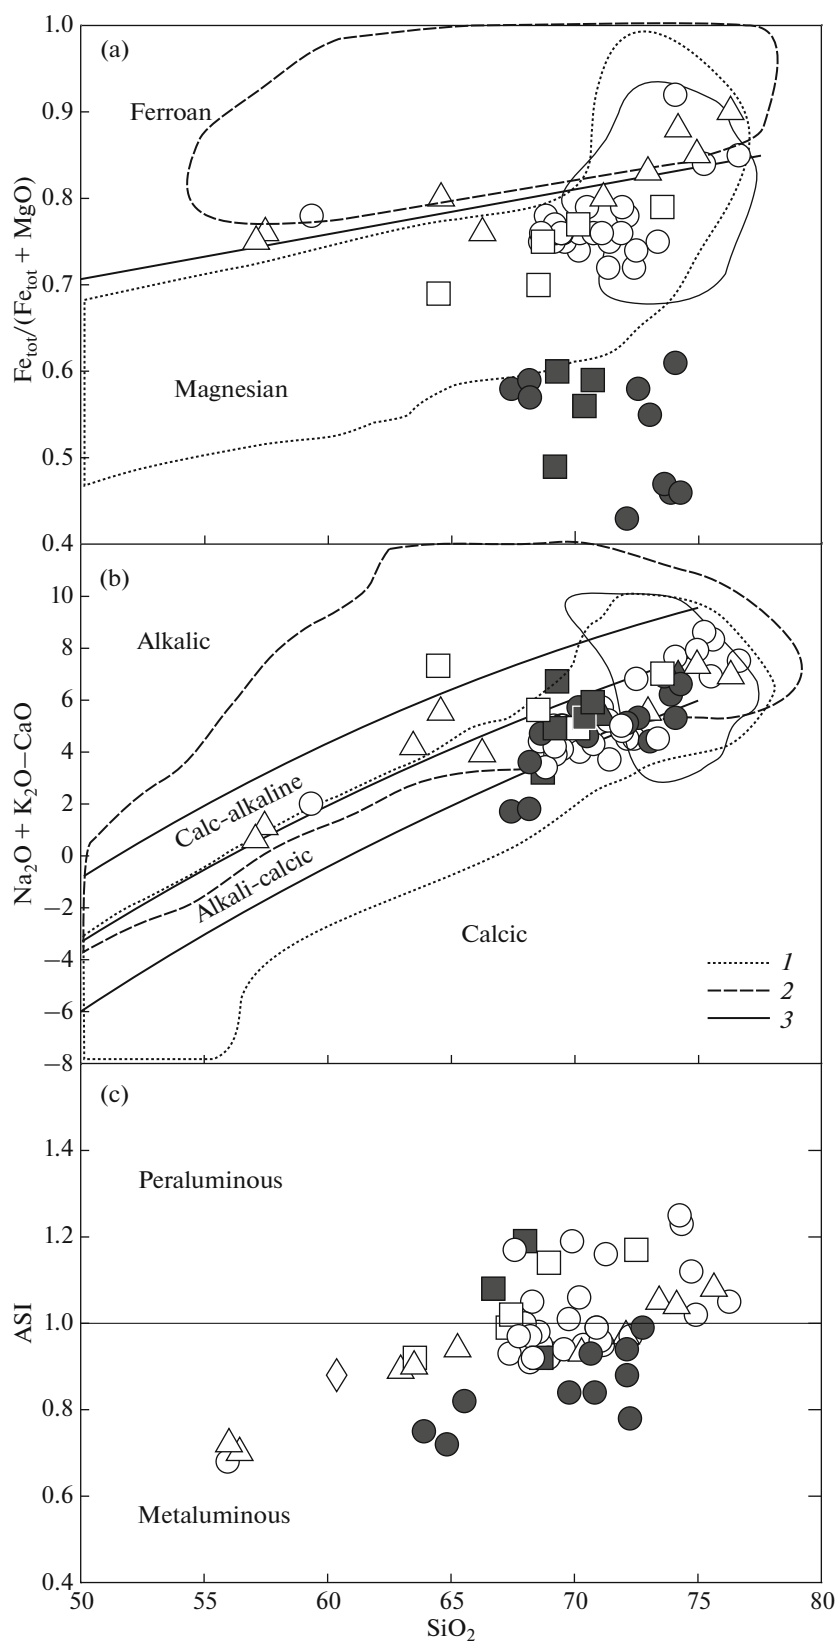 (a)
1.0
0.9
0.8
0.7
0.6
0.5
0.4
Fe_tot/(Fe_tot + MgO)
Ferroan
Magnesian
(b)
10
8
6
4
2
0
−2
−4
−6
−8
Na₂O + K₂O−CaO
Alkalic
Calc-alkaline
Alkali-calcic
Calcic
1
2
3
(c)
1.4
1.2
1.0
0.8
0.6
0.4
ASI
Peraluminous
Metaluminous
50 55 60 65 70 75 80
SiO₂